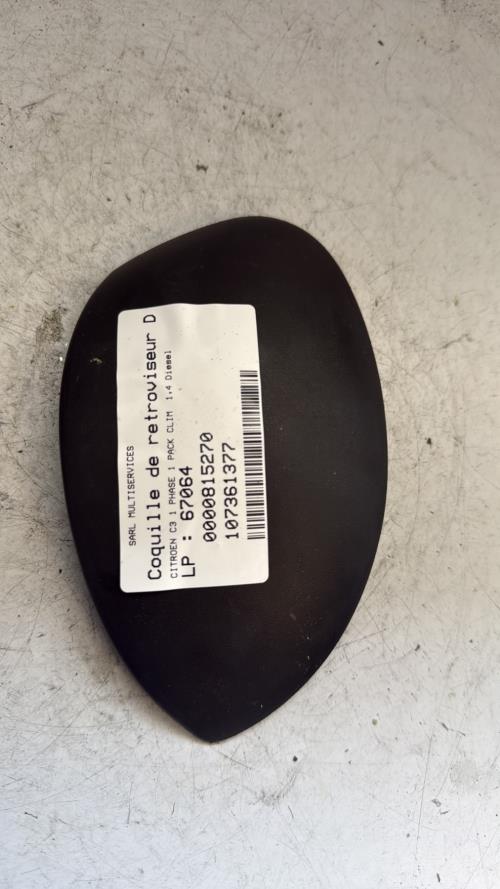 SARL MULTISERVICES
Coquille de retroviseur D
CITROEN C3 1 PHASE 1 PACK CLIM 1.4 Diesel
LP : 67064
0000815270
107361377